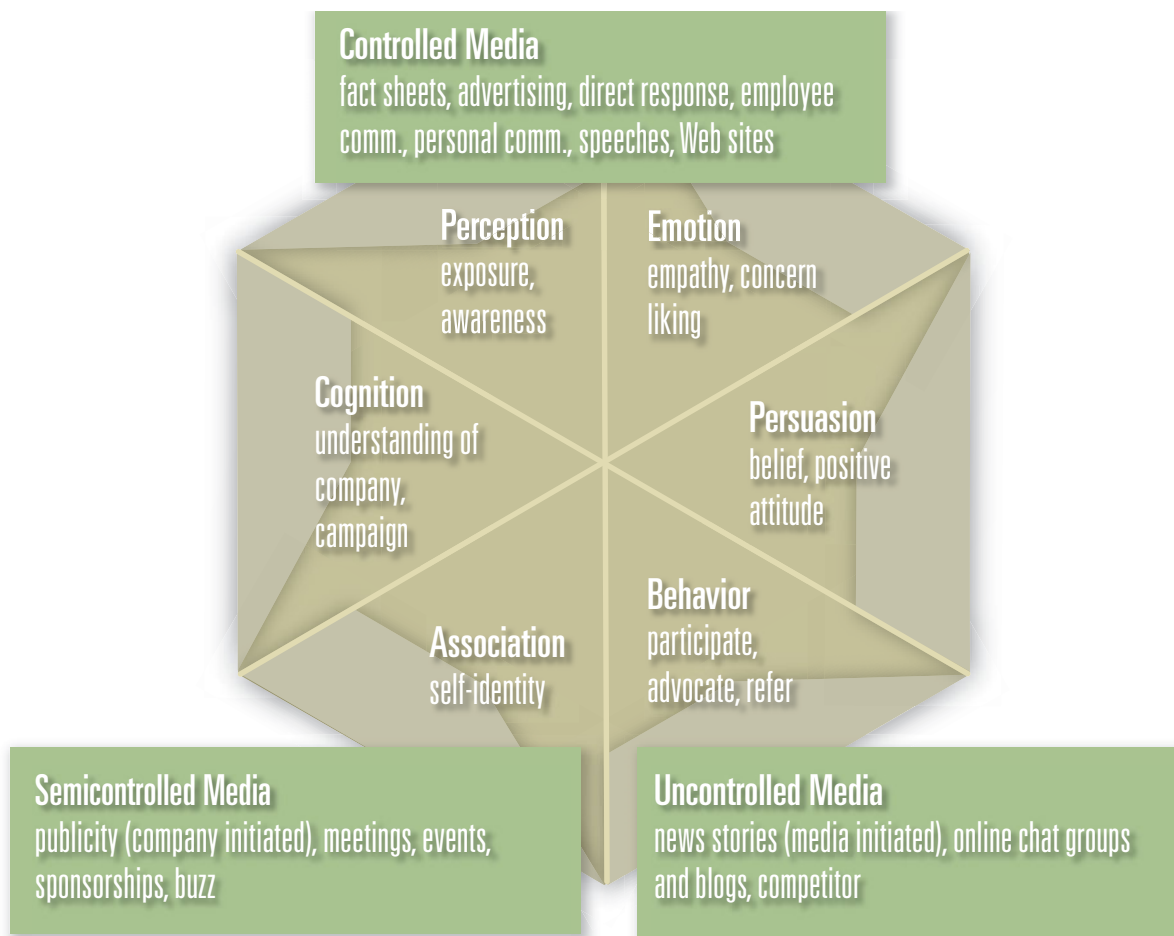 Controlled Media
fact sheets, advertising, direct response, employee
comm., personal comm., speeches, Web sites
Perception
exposure,
awareness
Emotion
empathy, concern
liking
Cognition
understanding of
company,
campaign
Persuasion
belief, positive
attitude
Association
self-identity
Behavior
participate,
advocate, refer
Semicontrolled Media
publicity (company initiated), meetings, events,
sponsorships, buzz
Uncontrolled Media
news stories (media initiated), online chat groups
and blogs, competitor